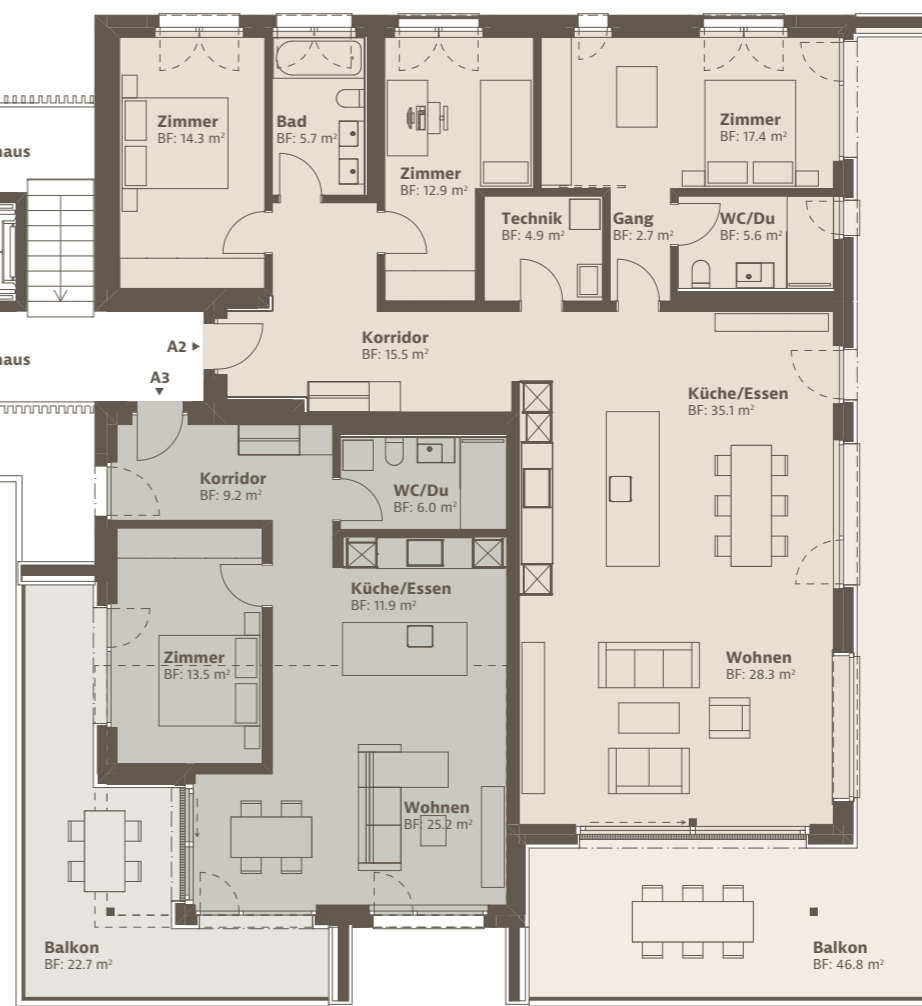 Zimmer
BF: 14.3 m²
Bad
BF: 5.7 m²
Zimmer
BF: 12.9 m²
Zimmer
BF: 17.4 m²
haus
Technik
BF: 4.9 m²
Gang
BF: 2.7 m²
WC/Du
BF: 5.6 m²
A2
Korridor
BF: 15.5 m²
haus
A3
Küche/Essen
BF: 35.1 m²
Korridor
BF: 9.2 m²
WC/Du
BF: 6.0 m²
Küche/Essen
BF: 11.9 m²
Zimmer
BF: 13.5 m²
Wohnen
BF: 28.3 m²
Wohnen
BF: 25.2 m²
Balkon
BF: 22.7 m²
Balkon
BF: 46.8 m²